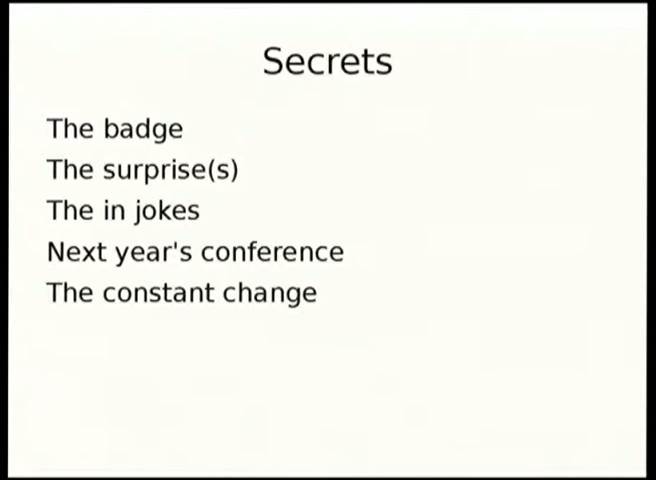 Secrets
The badge
The surprise(s)
The in jokes
Next year's conference
The constant change